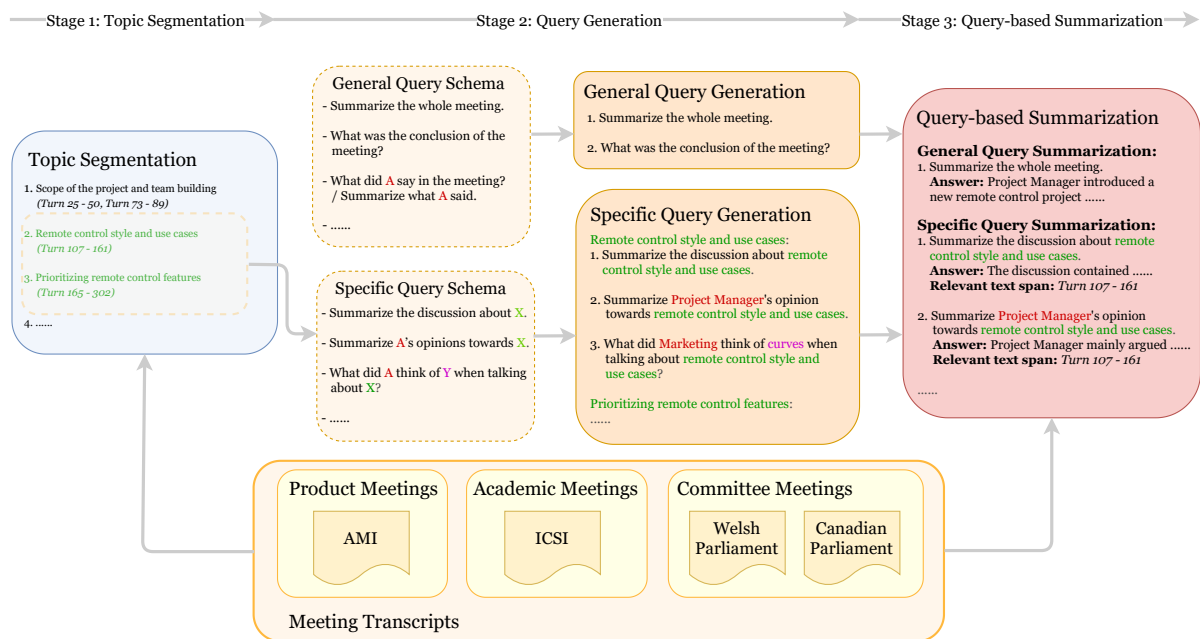 Stage 1: Topic Segmentation
Stage 2: Query Generation
Stage 3: Query-based Summarization
Topic Segmentation
1. Scope of the project and team building
(Turn 25 - 50, Turn 73 - 89)
2. Remote control style and use cases
(Turn 107 - 161)
3. Prioritizing remote control features
(Turn 165 - 302)
4. ......
General Query Schema
- Summarize the whole meeting.
- What was the conclusion of the
meeting?
- What did A say in the meeting?
/ Summarize what A said.
- ......
Specific Query Schema
- Summarize the discussion about X.
- Summarize A's opinions towards X.
- What did A think of Y when talking
about X?
- ......
General Query Generation
1. Summarize the whole meeting.
2. What was the conclusion of the meeting?
Specific Query Generation
Remote control style and use cases:
1. Summarize the discussion about remote
control style and use cases.
2. Summarize Project Manager's opinion
towards remote control style and use cases.
3. What did Marketing think of curves when
talking about remote control style and
use cases?
Prioritizing remote control features:
......
Query-based Summarization
General Query Summarization:
1. Summarize the whole meeting.
Answer: Project Manager introduced a
new remote control project ......
Specific Query Summarization:
1. Summarize the discussion about remote
control style and use cases.
Answer: The discussion contained ......
Relevant text span: Turn 107 - 161
2. Summarize Project Manager's opinion
towards remote control style and use cases.
Answer: Project Manager mainly argued ......
Relevant text span: Turn 107 - 161
......
Product Meetings
AMI
Academic Meetings
ICSI
Committee Meetings
Welsh
Parliament
Canadian
Parliament
Meeting Transcripts